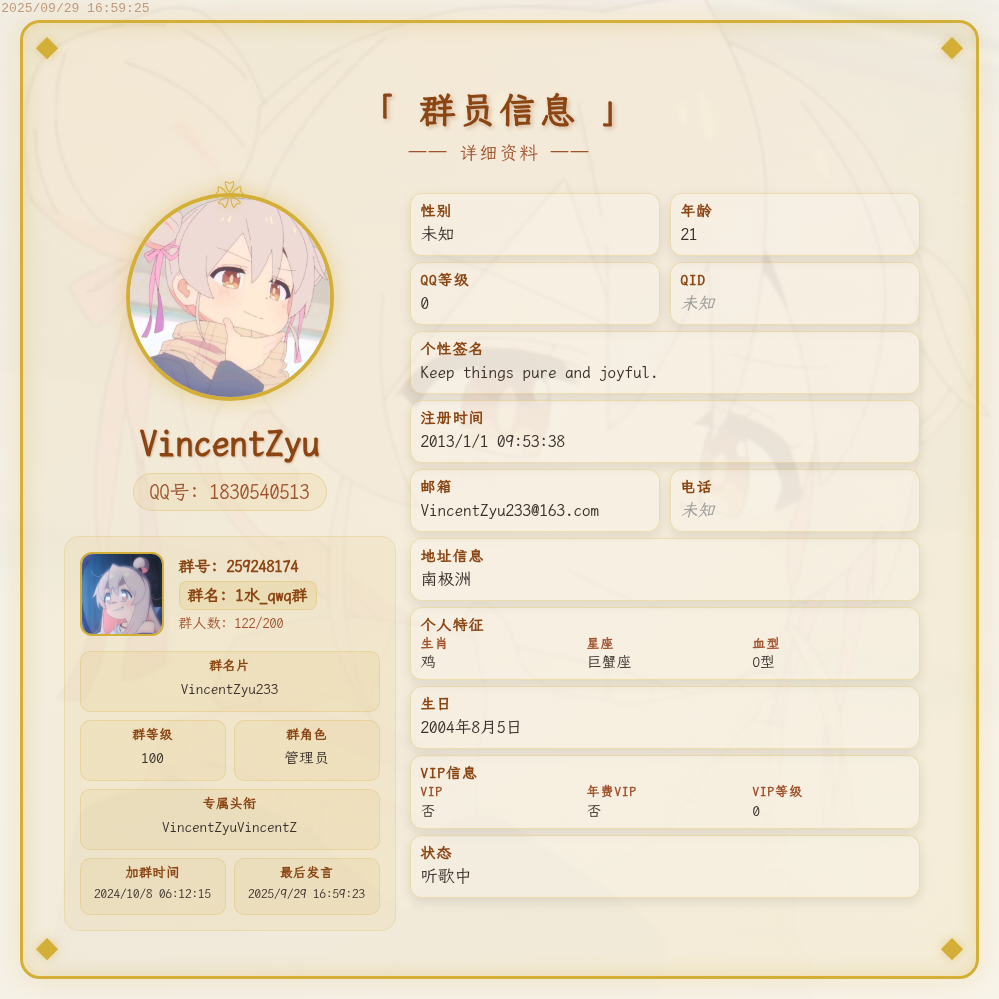 2025/09/29 16:59:25
「 群员信息 」
—— 详细资料 ——
VincentZyu
QQ号: 1830540513
群号: 259248174
群名: 1水_qwq群
群人数: 122/200
群名片
VincentZyu233
群等级
100
群角色
管理员
专属头衔
VincentZyuVincentZ
加群时间
2024/10/8 06:12:15
最后发言
2025/9/29 16:59:23
性别
未知
年龄
21
QQ等级
0
QID
未知
个性签名
Keep things pure and joyful.
注册时间
2013/1/1 09:53:38
邮箱
VincentZyu233@163.com
电话
未知
地址信息
南极洲
个人特征
生肖 星座 血型
鸡 巨蟹座 O型
生日
2004年8月5日
VIP信息
VIP 年费VIP VIP等级
否 否 0
状态
听歌中